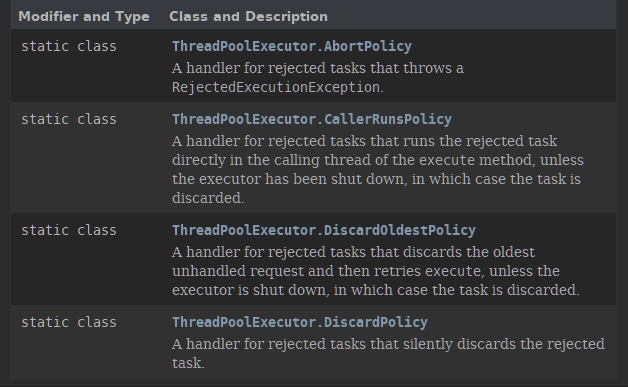 Modifier and Type Class and Description
static class ThreadPoolExecutor.AbortPolicy
A handler for rejected tasks that throws a
RejectedExecutionException.
static class ThreadPoolExecutor.CallerRunsPolicy
A handler for rejected tasks that runs the rejected task
directly in the calling thread of the execute method, unless
the executor has been shut down, in which case the task is
discarded.
static class ThreadPoolExecutor.DiscardOldestPolicy
A handler for rejected tasks that discards the oldest
unhandled request and then retries execute, unless the
executor is shut down, in which case the task is discarded.
static class ThreadPoolExecutor.DiscardPolicy
A handler for rejected tasks that silently discards the rejected
task.